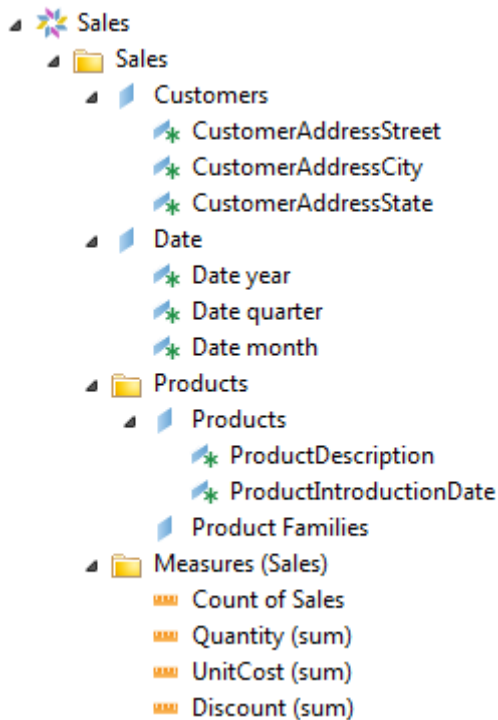 Sales
Sales
Customers
CustomerAddressStreet
CustomerAddressCity
CustomerAddressState
Date
Date year
Date quarter
Date month
Products
Products
ProductDescription
ProductIntroductionDate
Product Families
Measures (Sales)
Count of Sales
Quantity (sum)
UnitCost (sum)
Discount (sum)